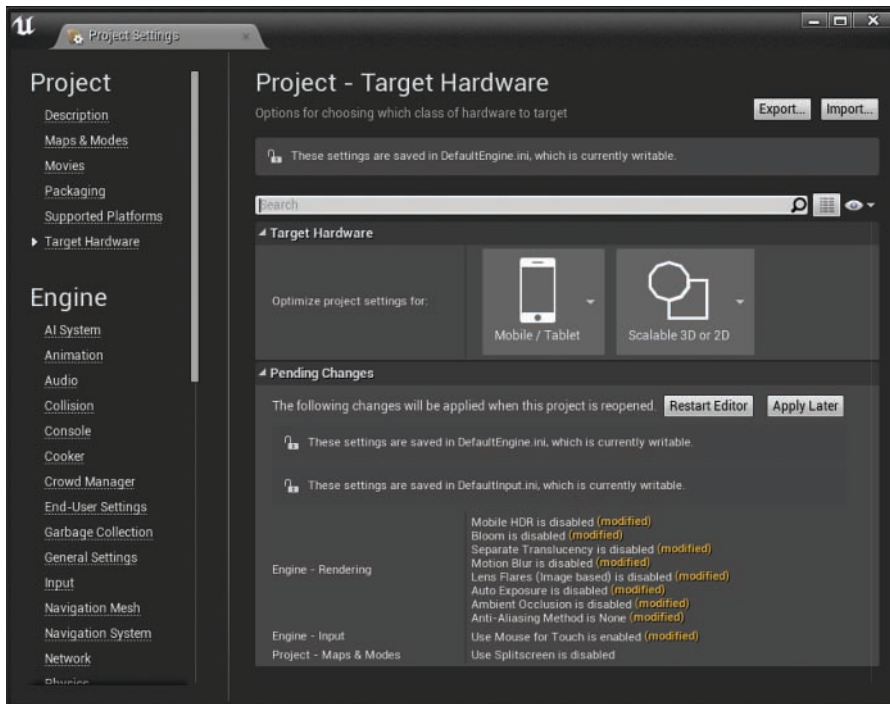 Project Settings
Project
Description
Maps & Modes
Movies
Packaging
Supported Platforms
Target Hardware
Engine
AI System
Animation
Audio
Collision
Console
Cooker
Crowd Manager
End-User Settings
Garbage Collection
General Settings
Input
Navigation Mesh
Navigation System
Network
Physics
Project - Target Hardware
Options for choosing which class of hardware to target
Export... Import...
These settings are saved in DefaultEngine.ini, which is currently writable.
Search
Target Hardware
Optimize project settings for:
Mobile / Tablet
Scalable 3D or 2D
Pending Changes
The following changes will be applied when this project is reopened. Restart Editor Apply Later
These settings are saved in DefaultEngine.ini, which is currently writable.
These settings are saved in DefaultInput.ini, which is currently writable.
Engine - Rendering
Mobile HDR is disabled (modified)
Bloom is disabled (modified)
Separate Translucency is disabled (modified)
Motion Blur is disabled (modified)
Lens Flares (Image based) is disabled (modified)
Auto Exposure is disabled (modified)
Ambient Occlusion is disabled (modified)
Anti-Aliasing Method is None (modified)
Engine - Input Use Mouse for Touch is enabled (modified)
Project - Maps & Modes Use Splitscreen is disabled